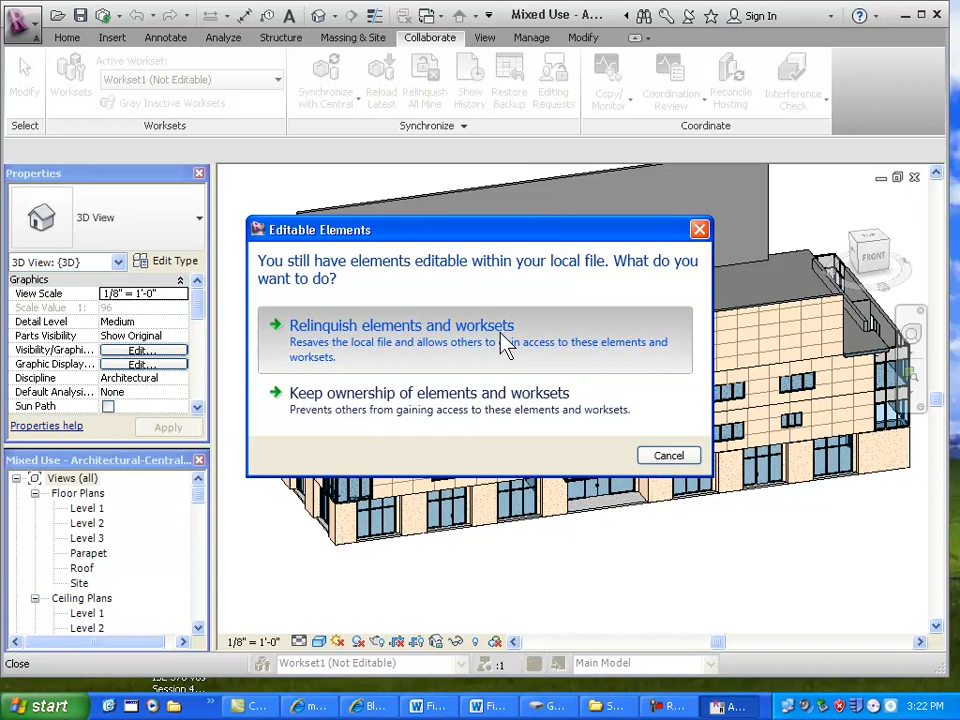 Mixed Use - A...
Sign In
Home
Insert
Annotate
Analyze
Structure
Massing & Site
Collaborate
View
Manage
Modify
Modify
Worksets
Active Workset:
Workset1 (Not Editable)
Gray Inactive Worksets
Synchronize
with Central
Reload
Latest
Relinquish
All Mine
Show
History
Restore
Backup
Editing
Requests
Copy/
Monitor
Coordination
Review
Reconcile
Hosting
Interference
Check
Select
Worksets
Synchronize
Coordinate
Properties
3D View
3D View: {3D}
Edit Type
Graphics
View Scale
1/8" = 1'-0"
Scale Value 1:
96
Detail Level
Medium
Parts Visibility
Show Original
Visibility/Graphi...
Edit...
Graphic Display...
Edit...
Discipline
Architectural
Default Analysi...
None
Sun Path
Properties help
Apply
Mixed Use - Architectural-Central...
Views (all)
Floor Plans
Level 1
Level 2
Level 3
Parapet
Roof
Site
Ceiling Plans
Level 1
Level 2
TOP
FRONT
Editable Elements
You still have elements editable within your local file. What do you
want to do?
Relinquish elements and worksets
Resaves the local file and allows others to gain access to these elements and
worksets.
Keep ownership of elements and worksets
Prevents others from gaining access to these elements and worksets.
Cancel
1/8" = 1'-0"
Close
Workset1 (Not Editable)
:1
Main Model
Session 4...
start
C...
m...
Bl...
Fi...
Fi...
G...
S...
R...
A...
3:22 PM